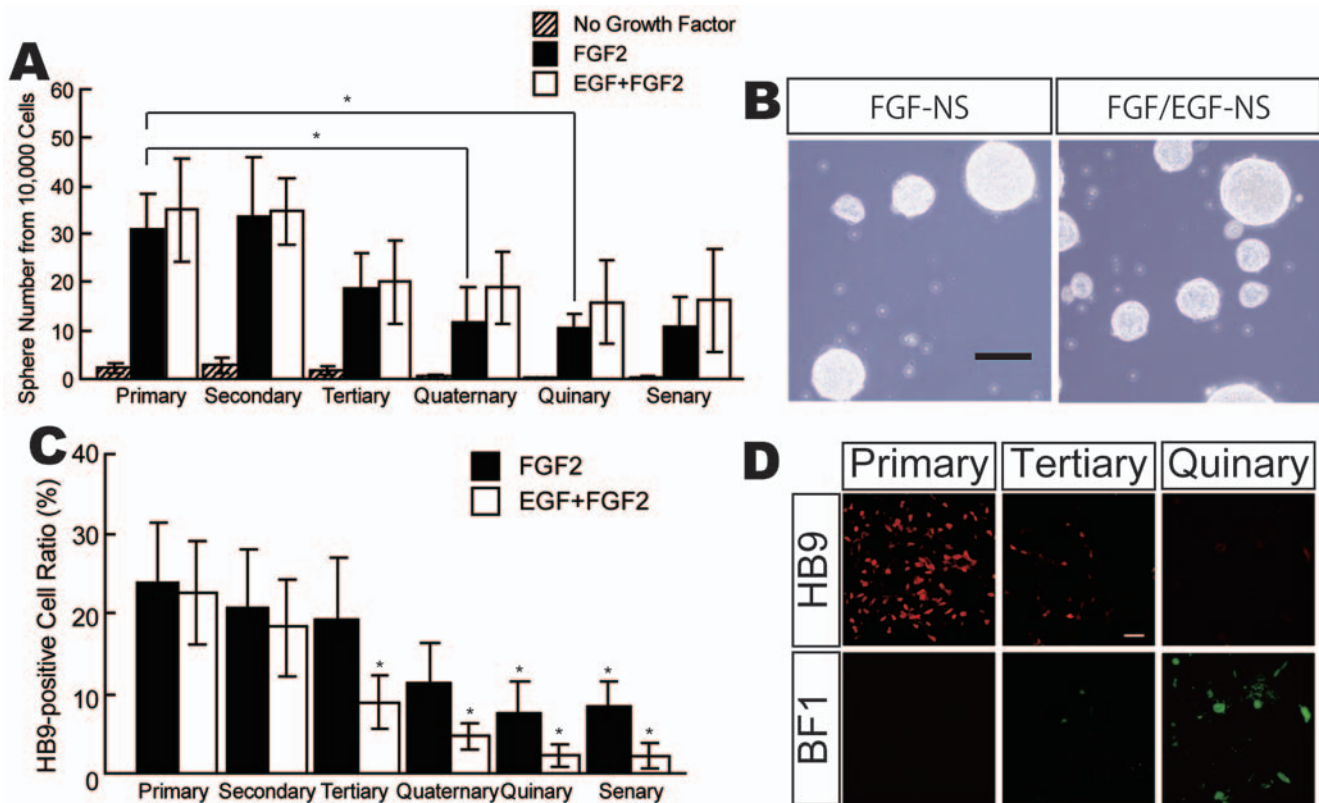 A
No Growth Factor
FGF2
EGF+FGF2
Sphere Number from 10,000 Cells
60
50
40
30
20
10
0
*
*
Primary Secondary Tertiary Quaternary Quinary Senary
B
FGF-NS FGF/EGF-NS
C
FGF2
EGF+FGF2
HB9-positive Cell Ratio (%)
40
30
20
10
0
* * * * * *
Primary Secondary Tertiary Quaternary Quinary Senary
D
Primary Tertiary Quinary
HB9
BF1